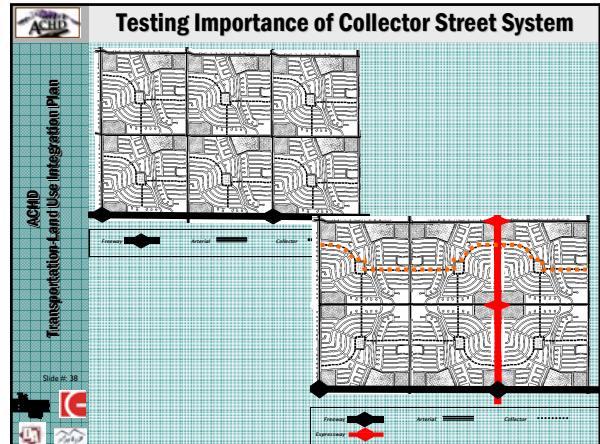 ACHD
Testing Importance of Collector Street System
ACHD
Transportation-Land Use Integration Plan
Freeway Arterial Collector
Freeway Arterial Collector
Expressway
Slide #: 38